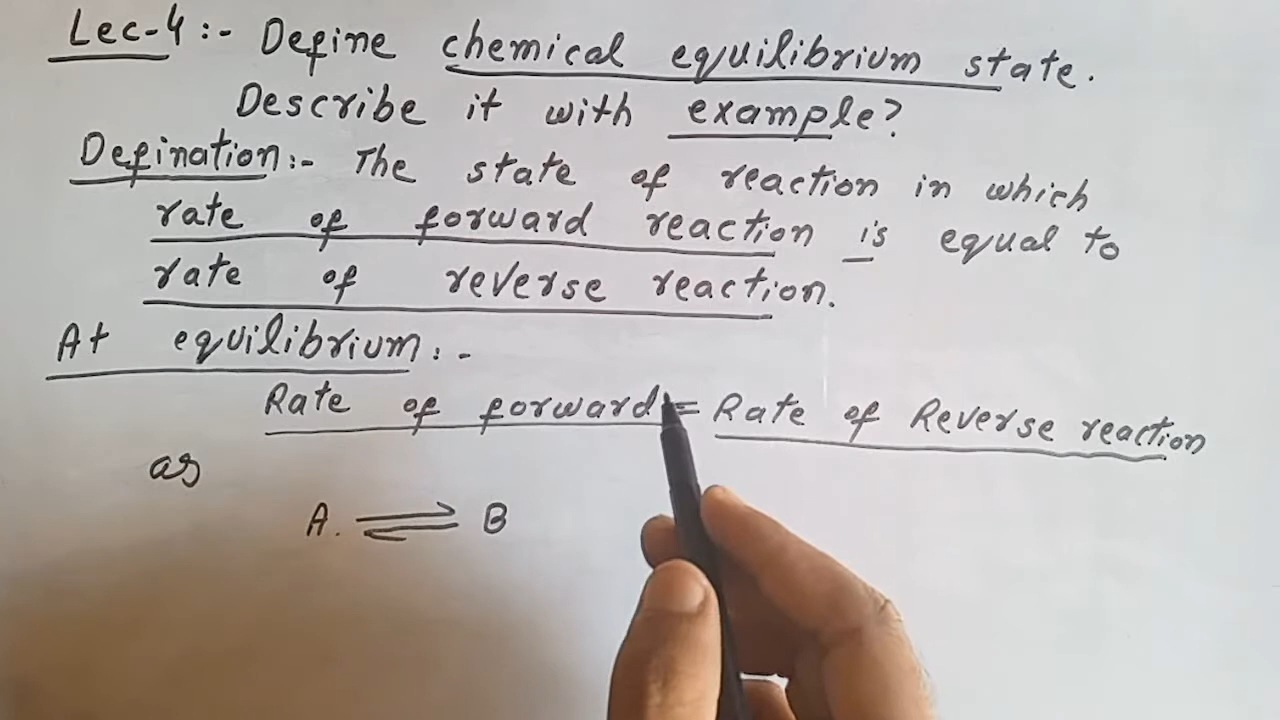 Lec-4:- Define chemical equilibrium state.
Describe it with example?
Defination:- The state of reaction in which
rate of forward reaction is equal to
rate of reverse reaction.
At equilibrium:-
Rate of forward = Rate of Reverse reaction
as
A. ⇌ B